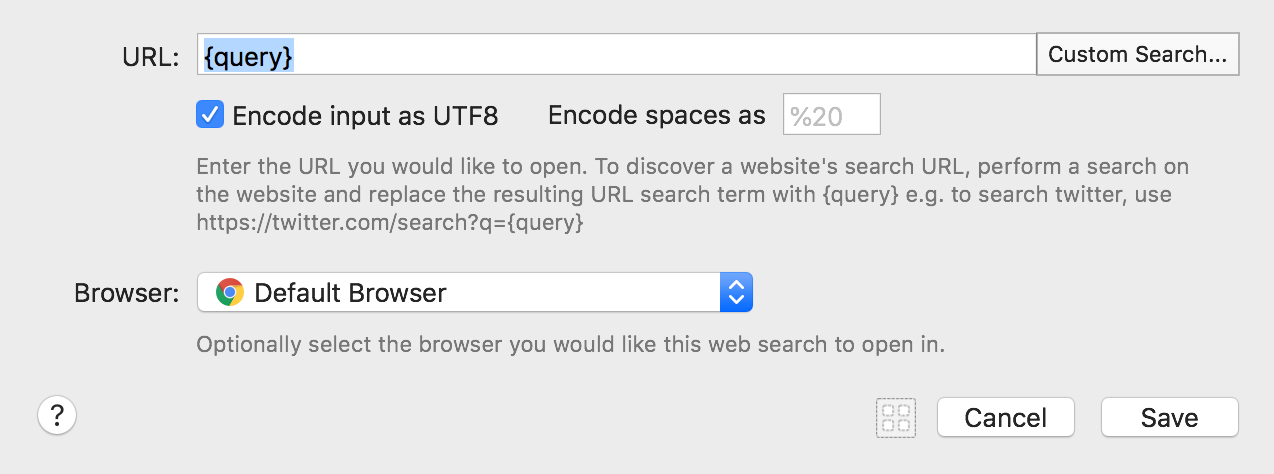 URL: {query} Custom Search...
Encode input as UTF8 Encode spaces as %20
Enter the URL you would like to open. To discover a website's search URL, perform a search on
the website and replace the resulting URL search term with {query} e.g. to search twitter, use
https://twitter.com/search?q={query}
Browser: Default Browser
Optionally select the browser you would like this web search to open in.
? Cancel Save